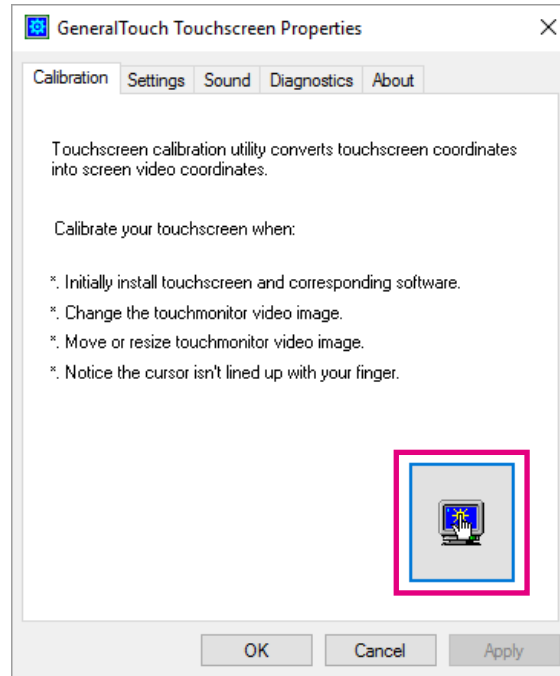 GeneralTouch Touchscreen Properties
Calibration Settings Sound Diagnostics About
Touchscreen calibration utility converts touchscreen coordinates
into screen video coordinates.
Calibrate your touchscreen when:
*. Initially install touchscreen and corresponding software.
*. Change the touchmonitor video image.
*. Move or resize touchmonitor video image.
*. Notice the cursor isn't lined up with your finger.
OK Cancel Apply